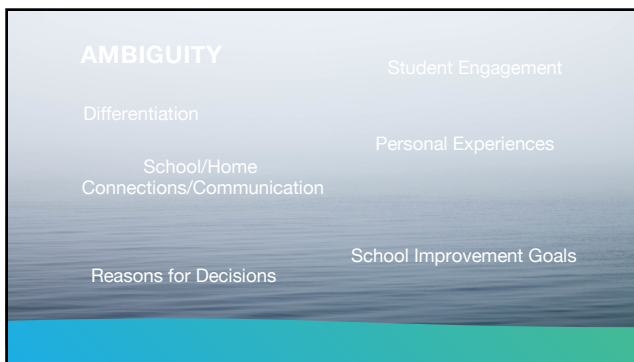 AMBIGUITY
Student Engagement
Differentiation
Personal Experiences
School/Home
Connections/Communication
School Improvement Goals
Reasons for Decisions